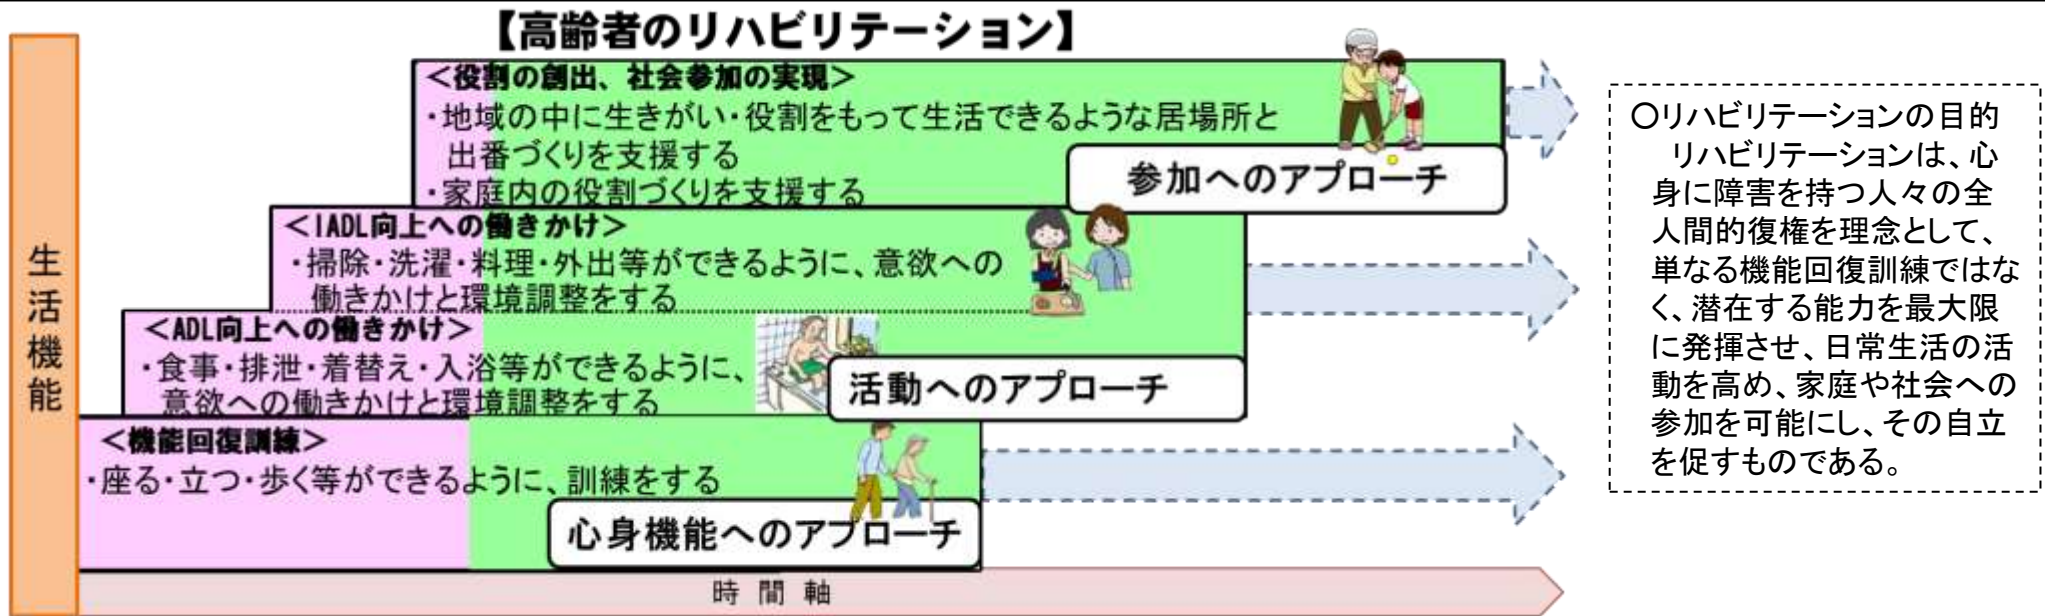 【高齢者のリハビリテーション】
生活機能
<役割の創出、社会参加の実現>
・地域の中に生きがい・役割をもって生活できるような居場所と
出番づくりを支援する
・家庭内の役割づくりを支援する
参加へのアプローチ
<IADL向上への働きかけ>
・掃除・洗濯・料理・外出等ができるように、意欲への
働きかけと環境調整をする
<ADL向上への働きかけ>
・食事・排泄・着替え・入浴等ができるように、
意欲への働きかけと環境調整をする
活動へのアプローチ
<機能回復訓練>
・座る・立つ・歩く等ができるように、訓練をする
心身機能へのアプローチ
時間軸
〇リハビリテーションの目的
リハビリテーションは、心
身に障害を持つ人々の全
人間的復権を理念として、
単なる機能回復訓練ではな
く、潜在する能力を最大限
に発揮させ、日常生活の活
動を高め、家庭や社会への
参加を可能にし、その自立
を促すものである。